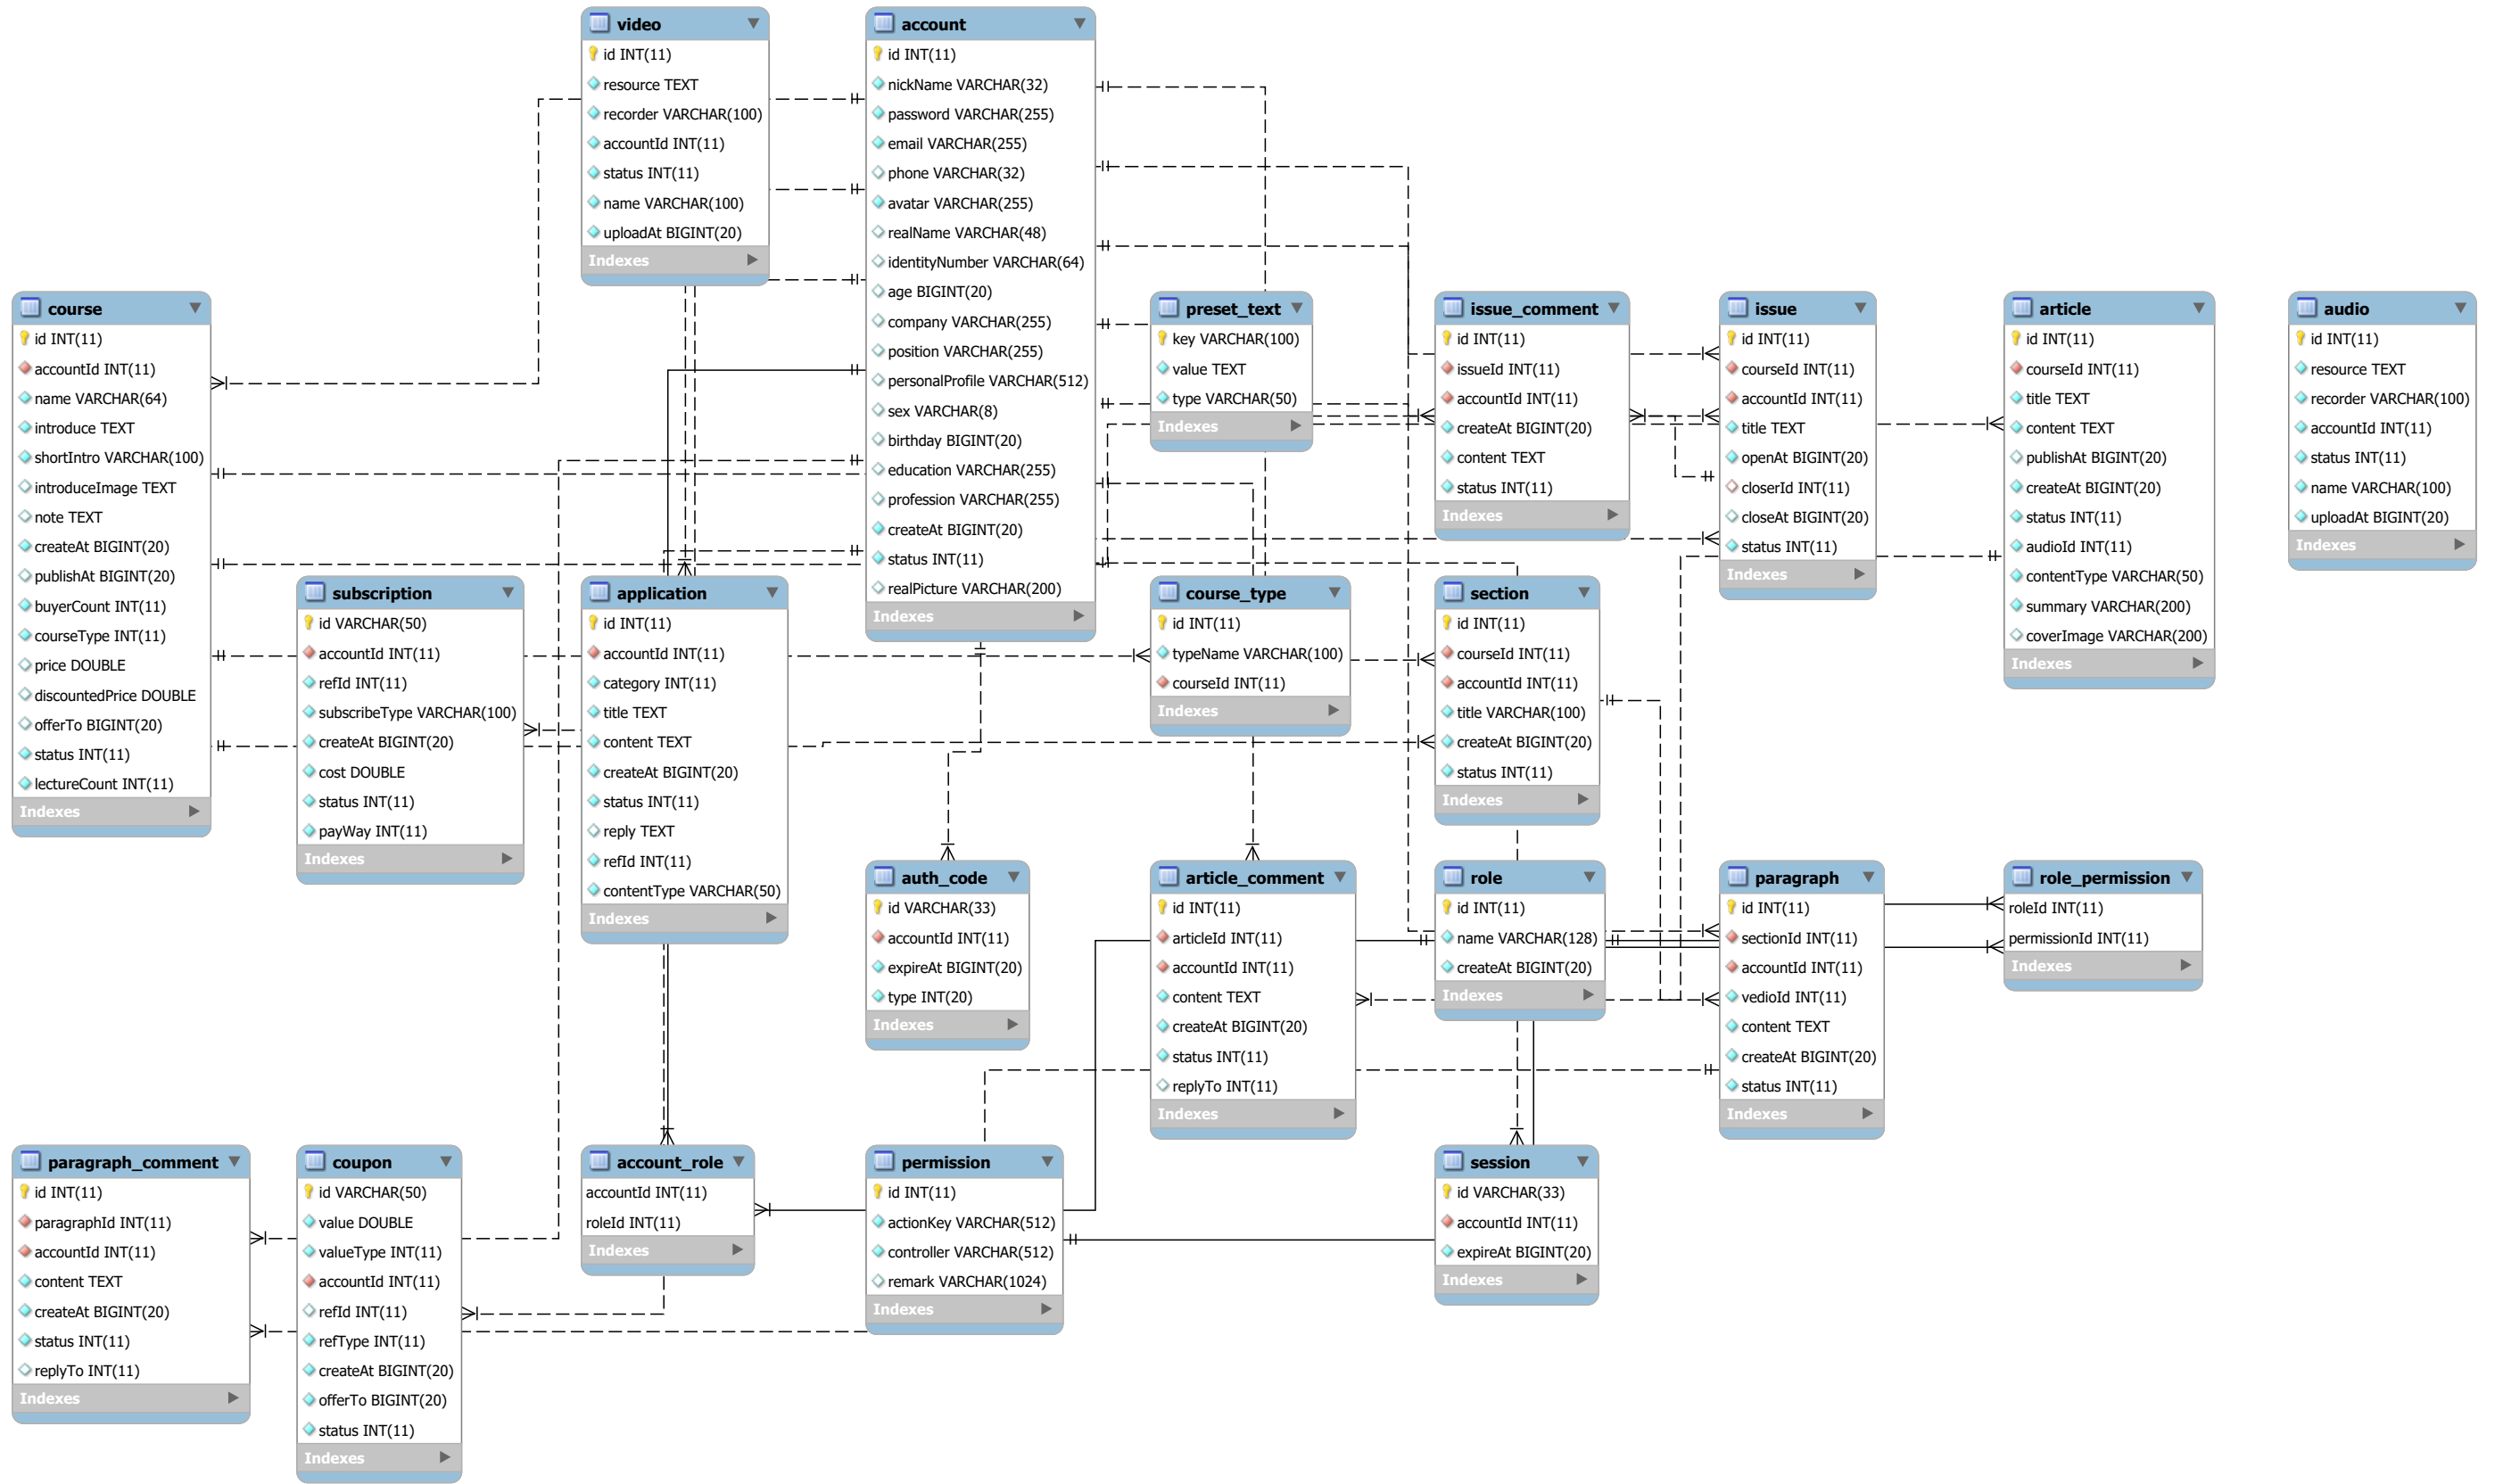 video
id INT(11)
resource TEXT
recorder VARCHAR(100)
accountId INT(11)
status INT(11)
name VARCHAR(100)
uploadAt BIGINT(20)
Indexes
account
id INT(11)
nickName VARCHAR(32)
password VARCHAR(255)
email VARCHAR(255)
phone VARCHAR(32)
avatar VARCHAR(255)
realName VARCHAR(48)
identityNumber VARCHAR(64)
age BIGINT(20)
company VARCHAR(255)
position VARCHAR(255)
personalProfile VARCHAR(512)
sex VARCHAR(8)
birthday BIGINT(20)
education VARCHAR(255)
profession VARCHAR(255)
createAt BIGINT(20)
status INT(11)
realPicture VARCHAR(200)
Indexes
course
id INT(11)
accountId INT(11)
name VARCHAR(64)
introduce TEXT
shortIntro VARCHAR(100)
introduceImage TEXT
note TEXT
createAt BIGINT(20)
publishAt BIGINT(20)
buyerCount INT(11)
courseType INT(11)
price DOUBLE
discountedPrice DOUBLE
offerTo BIGINT(20)
status INT(11)
lectureCount INT(11)
Indexes
preset_text
key VARCHAR(100)
value TEXT
type VARCHAR(50)
Indexes
issue_comment
id INT(11)
issueId INT(11)
accountId INT(11)
createAt BIGINT(20)
content TEXT
status INT(11)
Indexes
issue
id INT(11)
courseId INT(11)
accountId INT(11)
title TEXT
openAt BIGINT(20)
closerId INT(11)
closeAt BIGINT(20)
status INT(11)
Indexes
article
id INT(11)
courseId INT(11)
title TEXT
content TEXT
publishAt BIGINT(20)
createAt BIGINT(20)
status INT(11)
audioId INT(11)
contentType VARCHAR(50)
summary VARCHAR(200)
coverImage VARCHAR(200)
Indexes
audio
id INT(11)
resource TEXT
recorder VARCHAR(100)
accountId INT(11)
status INT(11)
name VARCHAR(100)
uploadAt BIGINT(20)
Indexes
subscription
id VARCHAR(50)
accountId INT(11)
refId INT(11)
subscribeType VARCHAR(100)
createAt BIGINT(20)
cost DOUBLE
status INT(11)
payWay INT(11)
Indexes
application
id INT(11)
accountId INT(11)
category INT(11)
title TEXT
content TEXT
createAt BIGINT(20)
status INT(11)
reply TEXT
refId INT(11)
contentType VARCHAR(50)
Indexes
course_type
id INT(11)
typeName VARCHAR(100)
courseId INT(11)
Indexes
section
id INT(11)
courseId INT(11)
accountId INT(11)
title VARCHAR(100)
createAt BIGINT(20)
status INT(11)
Indexes
auth_code
id VARCHAR(33)
accountId INT(11)
expireAt BIGINT(20)
type INT(20)
Indexes
article_comment
id INT(11)
articleId INT(11)
accountId INT(11)
content TEXT
createAt BIGINT(20)
status INT(11)
replyTo INT(11)
Indexes
role
id INT(11)
name VARCHAR(128)
createAt BIGINT(20)
Indexes
paragraph
id INT(11)
sectionId INT(11)
accountId INT(11)
vedioId INT(11)
content TEXT
createAt BIGINT(20)
status INT(11)
Indexes
role_permission
roleId INT(11)
permissionId INT(11)
Indexes
paragraph_comment
id INT(11)
paragraphId INT(11)
accountId INT(11)
content TEXT
createAt BIGINT(20)
status INT(11)
replyTo INT(11)
Indexes
coupon
id VARCHAR(50)
value DOUBLE
valueType INT(11)
accountId INT(11)
refId INT(11)
refType INT(11)
createAt BIGINT(20)
offerTo BIGINT(20)
status INT(11)
Indexes
account_role
accountId INT(11)
roleId INT(11)
Indexes
permission
id INT(11)
actionKey VARCHAR(512)
controller VARCHAR(512)
remark VARCHAR(1024)
Indexes
session
id VARCHAR(33)
accountId INT(11)
expireAt BIGINT(20)
Indexes